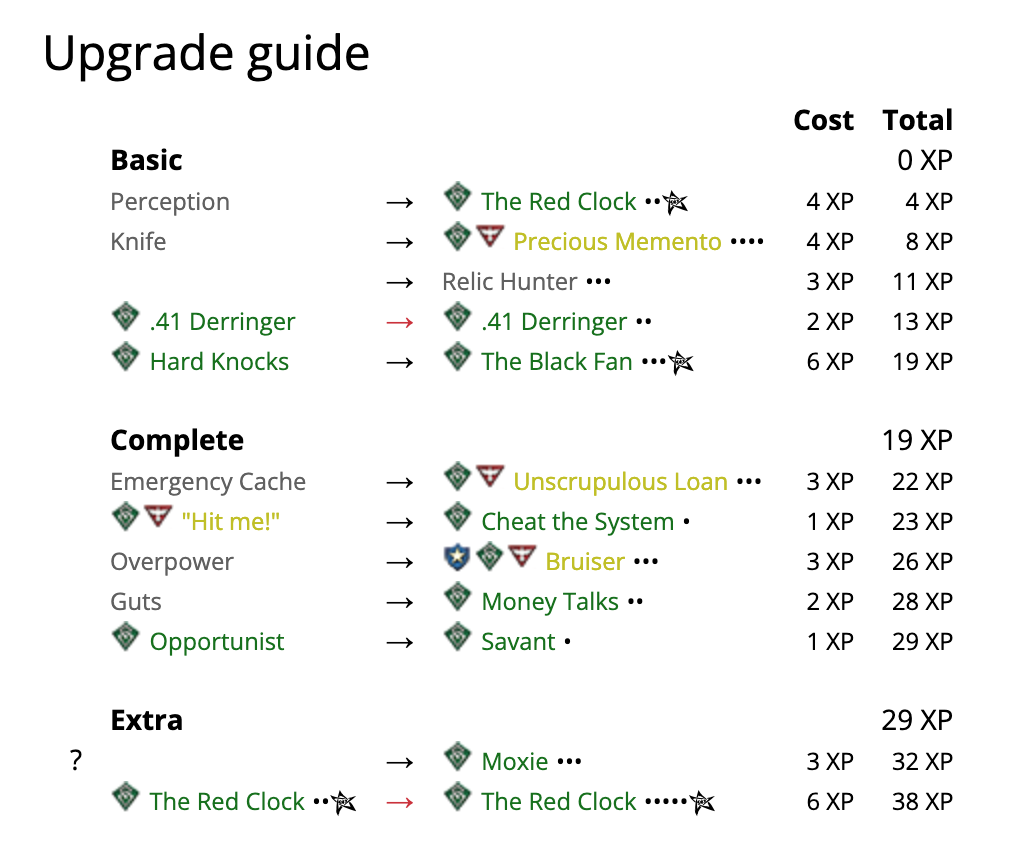 Upgrade guide
Cost Total
Basic 0 XP
Perception → The Red Clock •• 4 XP 4 XP
Knife → Precious Memento •••• 4 XP 8 XP
→ Relic Hunter ••• 3 XP 11 XP
.41 Derringer → .41 Derringer •• 2 XP 13 XP
Hard Knocks → The Black Fan ••• 6 XP 19 XP
Complete 19 XP
Emergency Cache → Unscrupulous Loan ••• 3 XP 22 XP
"Hit me!" → Cheat the System • 1 XP 23 XP
Overpower → Bruiser ••• 3 XP 26 XP
Guts → Money Talks •• 2 XP 28 XP
Opportunist → Savant • 1 XP 29 XP
Extra 29 XP
? → Moxie ••• 3 XP 32 XP
The Red Clock •• → The Red Clock ••••• 6 XP 38 XP